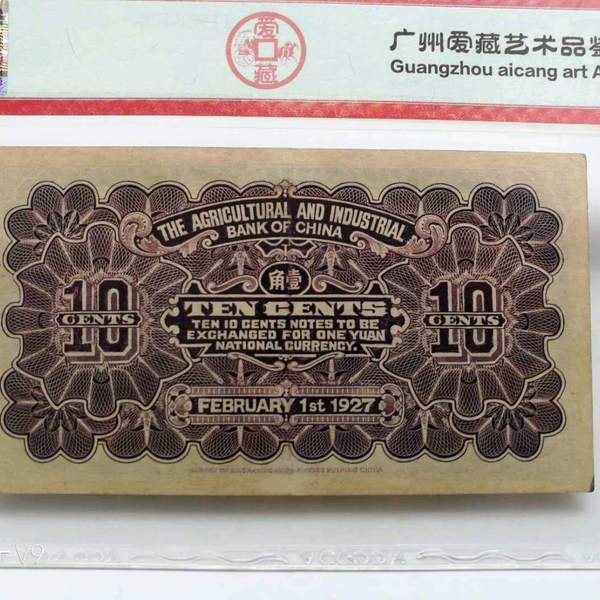 爱藏
广州爱藏艺术品鉴
Guangzhou aicang art A
THE AGRICULTURAL AND INDUSTRIAL
BANK OF CHINA
角壹
10
CENTS
TEN CENTS
TEN 10 CENTS NOTES TO BE
EXCHANGED FOR ONE YUAN
NATIONAL CURRENCY.
10
CENTS
FEBRUARY 1st 1927
V9